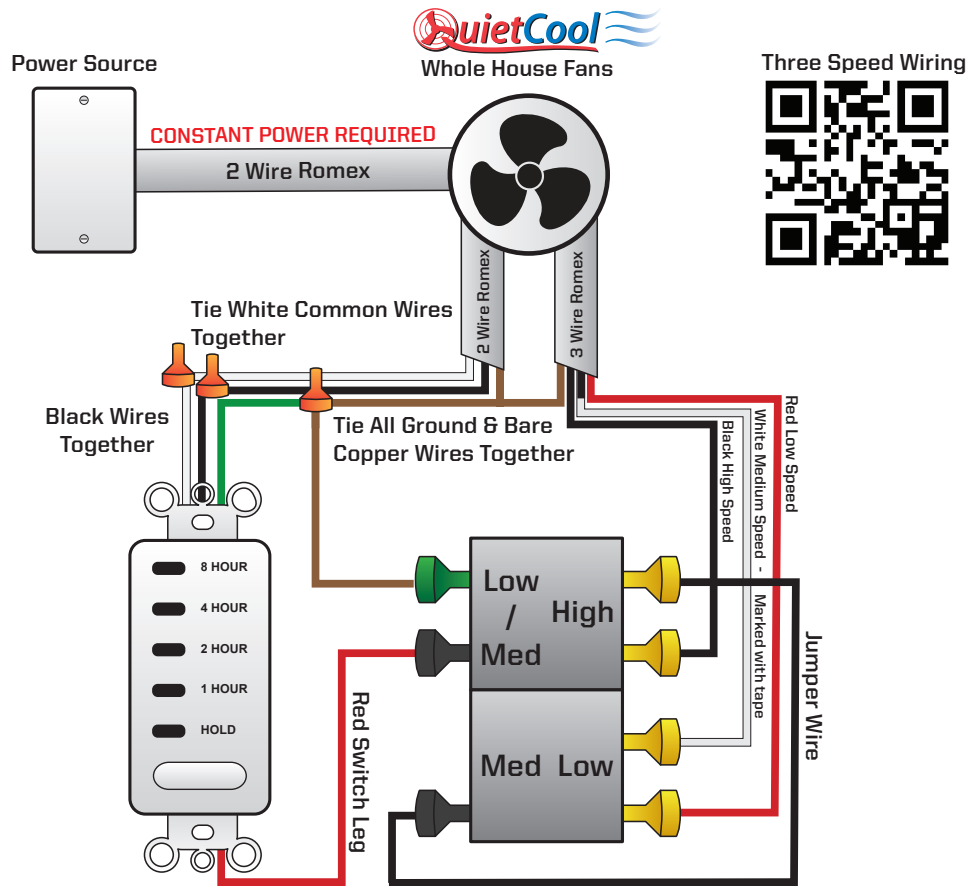 QuietCool
Whole House Fans
Power Source
Three Speed Wiring
CONSTANT POWER REQUIRED
2 Wire Romex
2 Wire Romex
3 Wire Romex
Tie White Common Wires
Together
Black Wires
Together
Tie All Ground & Bare
Copper Wires Together
Black High Speed
White Medium Speed - Marked with tape
Red Low Speed
8 HOUR
4 HOUR
2 HOUR
1 HOUR
HOLD
Red Switch Leg
Low
/
Med
High
Med Low
Jumper Wire